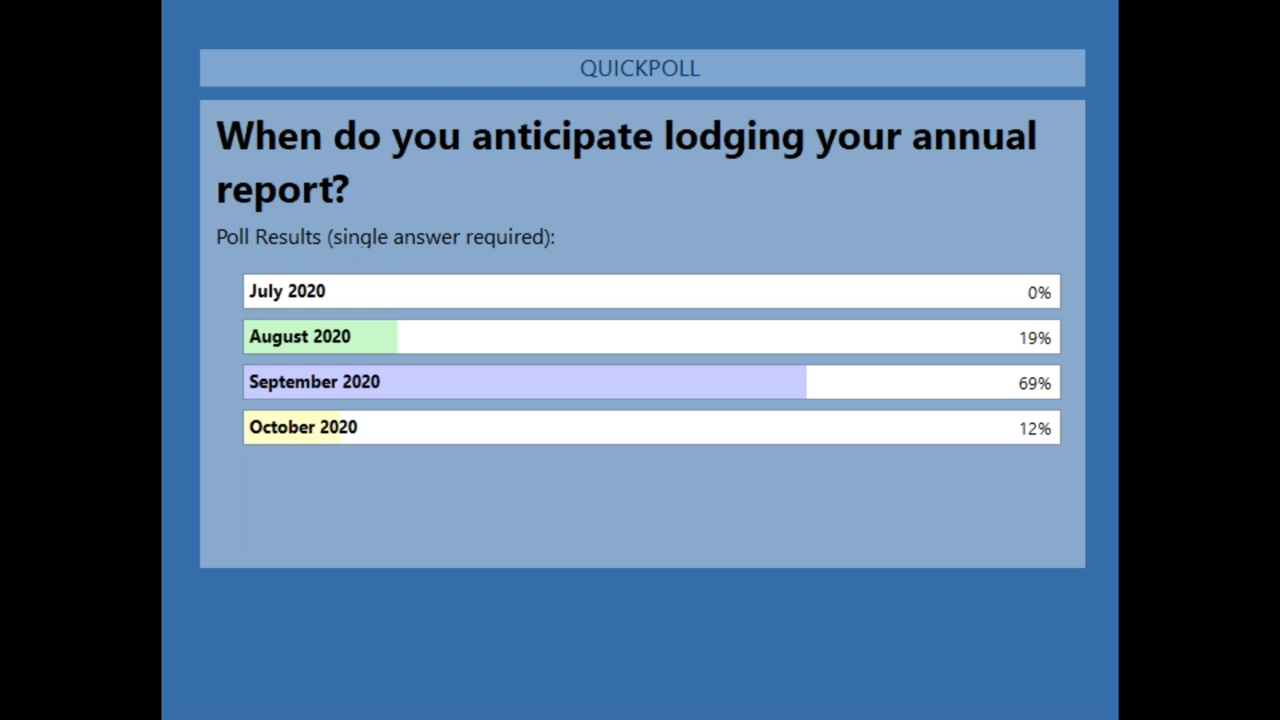 QUICKPOLL
When do you anticipate lodging your annual
report?
Poll Results (single answer required):
July 2020 0%
August 2020 19%
September 2020 69%
October 2020 12%